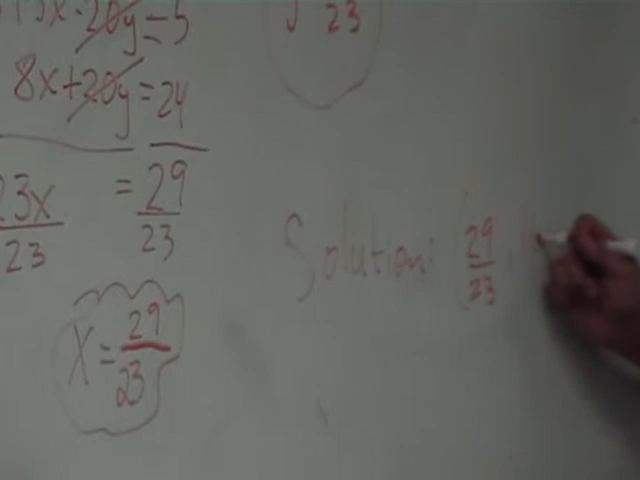 15x - 20y = 5
8x + 20y = 24
23x/23 = 29/23
x = 29/23
23
Solution: (29/23,